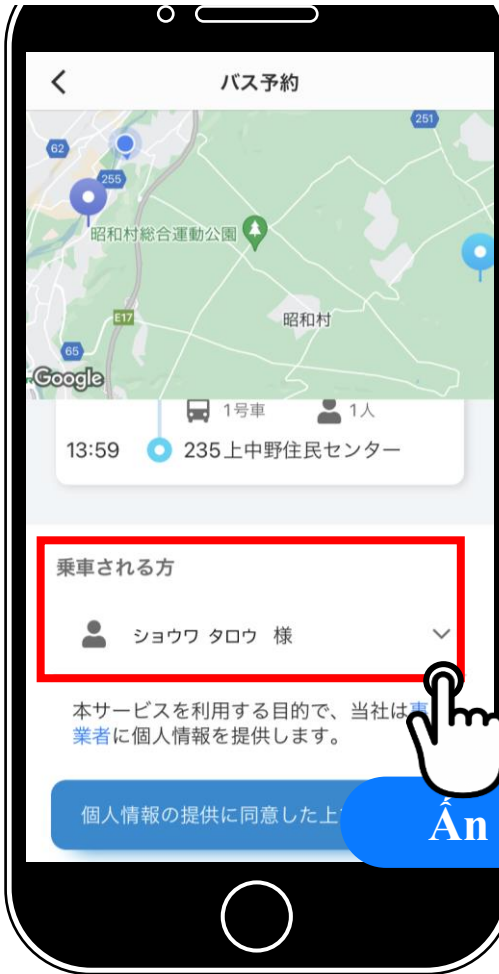 バス予約
251
62
255
昭和村総合運動公園
E17
昭和村
65
Google
1号車 1人
13:59 235上中野住民センター
乗車される方
ショウワ タロウ 様
本サービスを利用する目的で、当社は事
業者に個人情報を提供します。
個人情報の提供に同意した上
Ấn